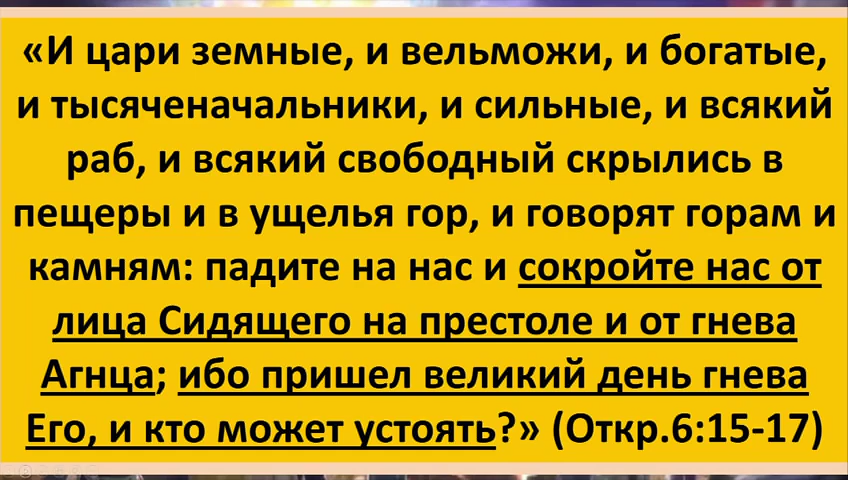 «И цари земные, и вельможи, и богатые,
и тысяченачальники, и сильные, и всякий
раб, и всякий свободный скрылись в
пещеры и в ущелья гор, и говорят горам и
камням: падите на нас и сокройте нас от
лица Сидящего на престоле и от гнева
Агнца; ибо пришел великий день гнева
Его, и кто может устоять?» (Откр.6:15-17)